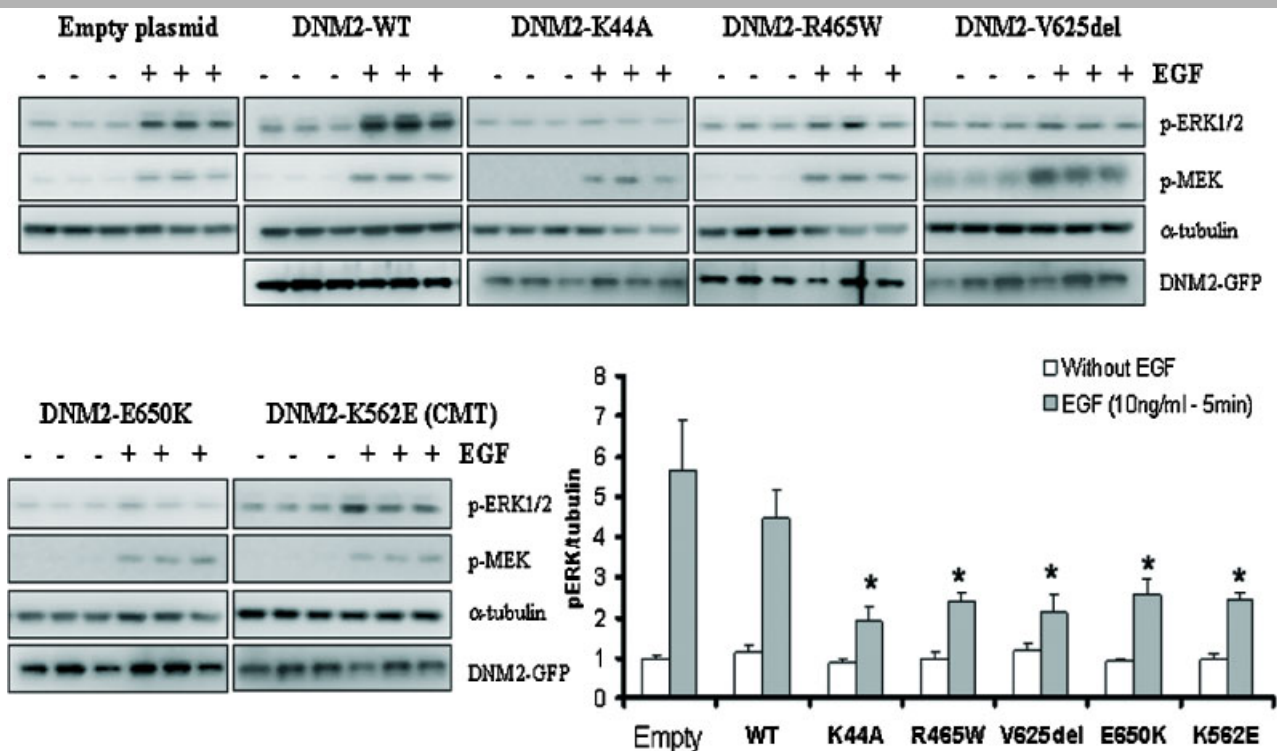 Empty plasmid DNM2-WT DNM2-K44A DNM2-R465W DNM2-V625del
- - - + + + - - - + + + - - - + + + - - - + + + - - - + + + EGF
p-ERK1/2
p-MEK
α-tubulin
DNM2-GFP
DNM2-E650K DNM2-K562E (CMT)
- - - + + + - - - + + + EGF
p-ERK1/2
p-MEK
α-tubulin
DNM2-GFP
Without EGF
EGF (10ng/ml - 5min)
pERK/tubulin
8
7
6
5
4
3
2
1
0
* * * * *
Empty WT K44A R465W V625del E650K K562E